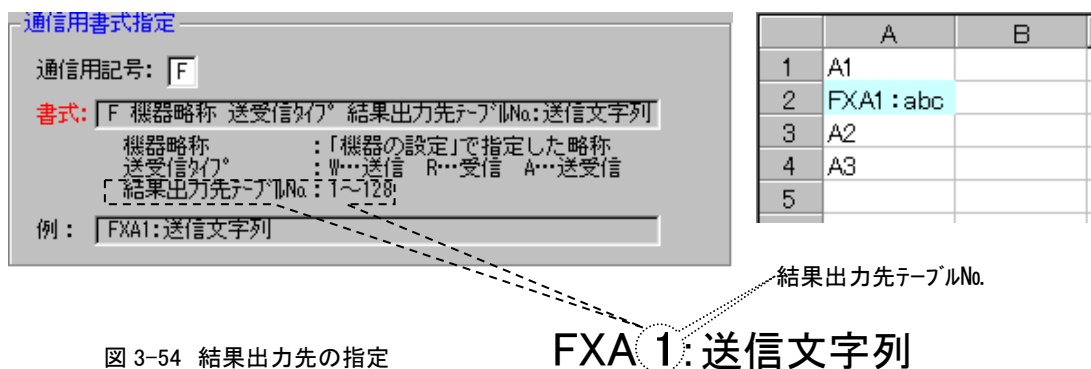 通信用書式指定
通信用記号: F
書式: F 機器略称 送受信ﾀｲﾌﾟ 結果出力先ﾃｰﾌﾞﾙNo.:送信文字列
機器略称 :「機器の設定」で指定した略称
送受信ﾀｲﾌﾟ :W…送信 R…受信 A…送受信
結果出力先ﾃｰﾌﾞﾙNo.:1～128
例: FXA1:送信文字列
A B
1 A1
2 FXA1:abc
3 A2
4 A3
5
結果出力先ﾃｰﾌﾞﾙNo.
FXA 1:送信文字列
図 3-54 結果出力先の指定